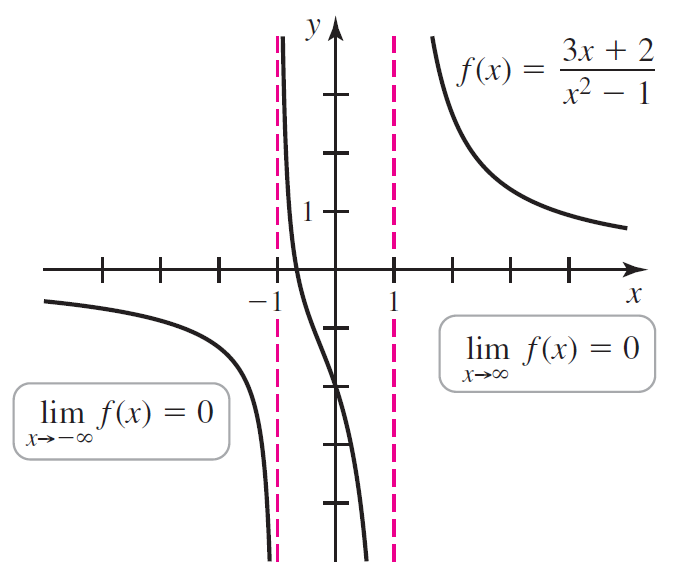 y
f(x) = 3x + 2 / x² − 1
1
−1
1
x
lim f(x) = 0
x→∞
lim f(x) = 0
x→−∞